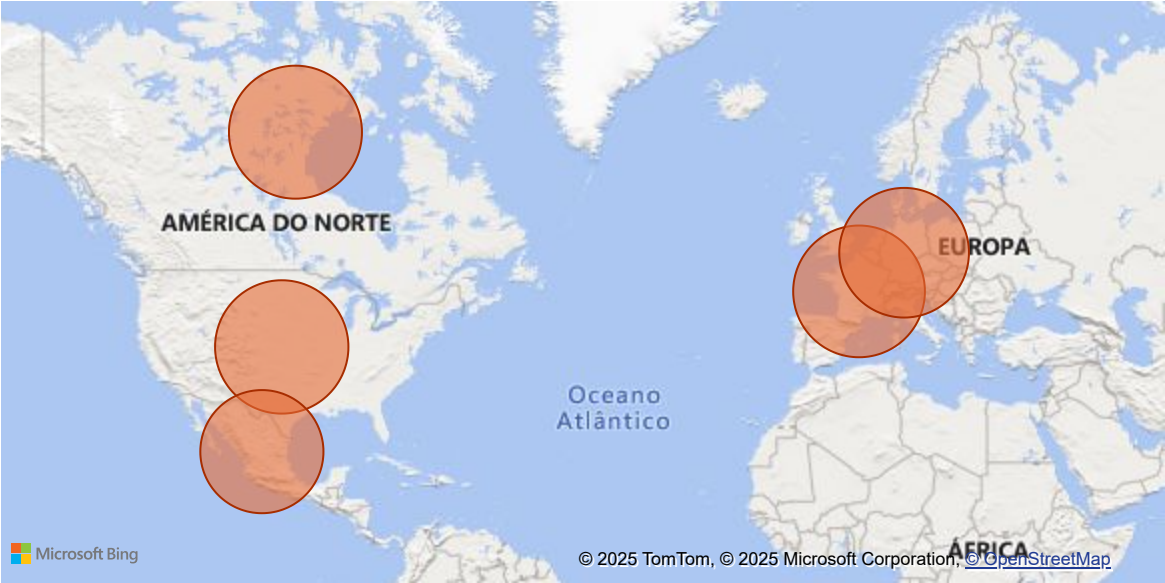 AMÉRICA DO NORTE
EUROPA
Oceano
Atlântico
ÁFRICA
Microsoft Bing
© 2025 TomTom, © 2025 Microsoft Corporation, © OpenStreetMap